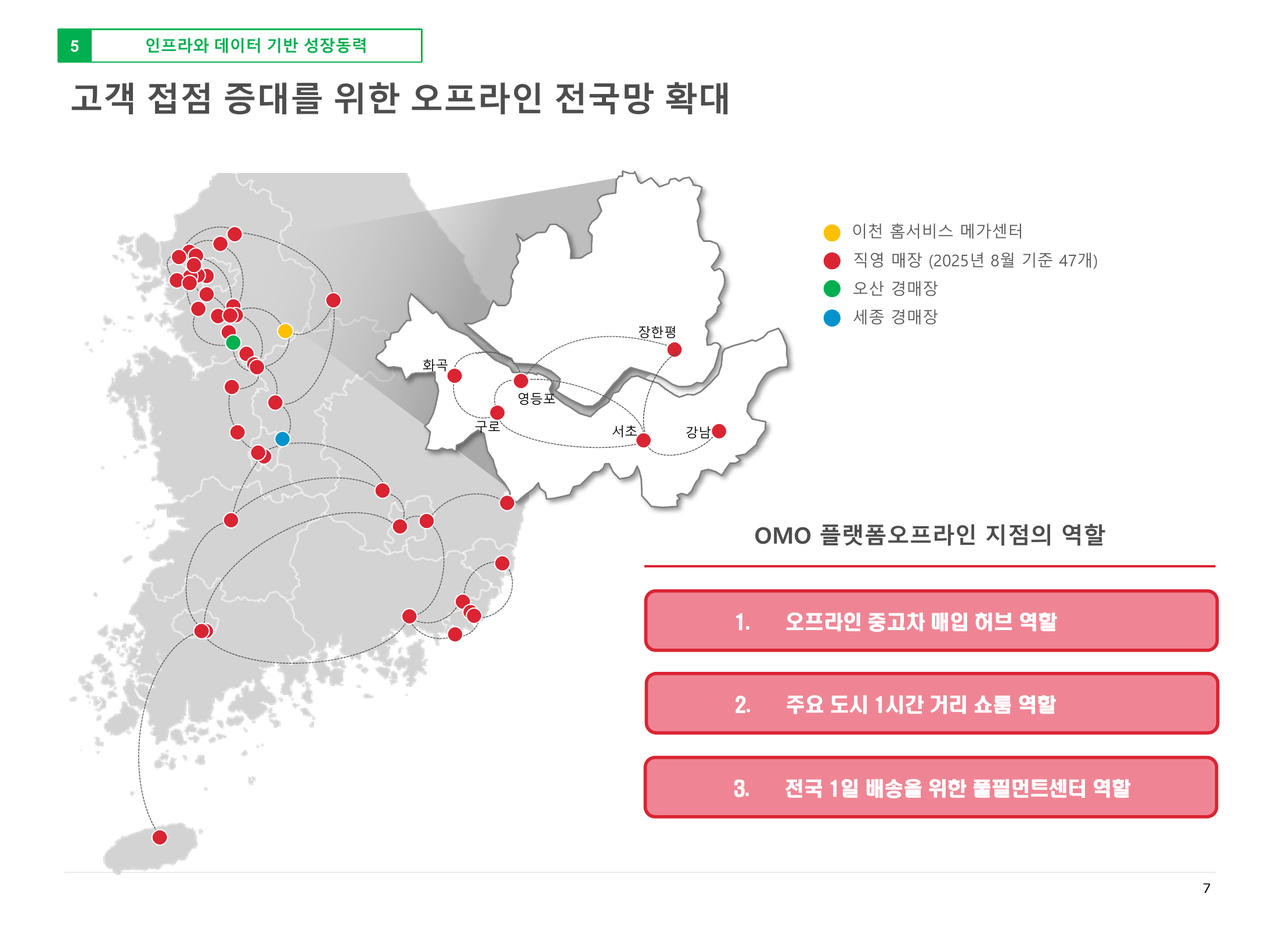 5
인프라와 데이터 기반 성장동력
고객 접점 증대를 위한 오프라인 전국망 확대
이천 홈서비스 메가센터
직영 매장 (2025년 8월 기준 47개)
오산 경매장
세종 경매장
장한평
화곡
영등포
구로
서초
강남
OMO 플랫폼오프라인 지점의 역할
1. 오프라인 중고차 매입 허브 역할
2. 주요 도시 1시간 거리 쇼룸 역할
3. 전국 1일 배송을 위한 풀필먼트센터 역할
7